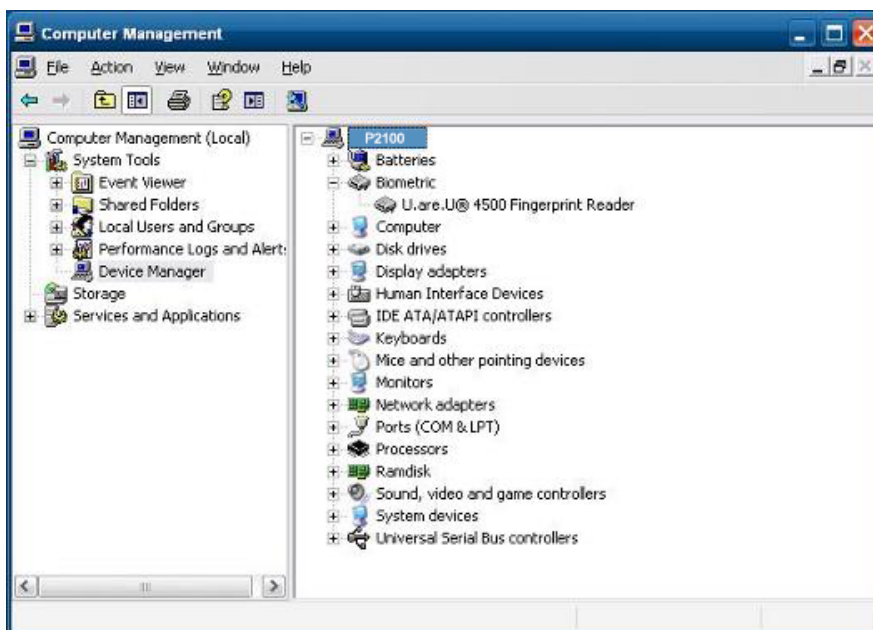 Computer Management
File Action View Window Help
Computer Management (Local)
System Tools
Event Viewer
Shared Folders
Local Users and Groups
Performance Logs and Alert
Device Manager
Storage
Services and Applications
P2100
Batteries
Biometric
U.are.U® 4500 Fingerprint Reader
Computer
Disk drives
Display adapters
Human Interface Devices
IDE ATA/ATAPI controllers
Keyboards
Mice and other pointing devices
Monitors
Network adapters
Ports (COM & LPT)
Processors
Ramdisk
Sound, video and game controllers
System devices
Universal Serial Bus controllers